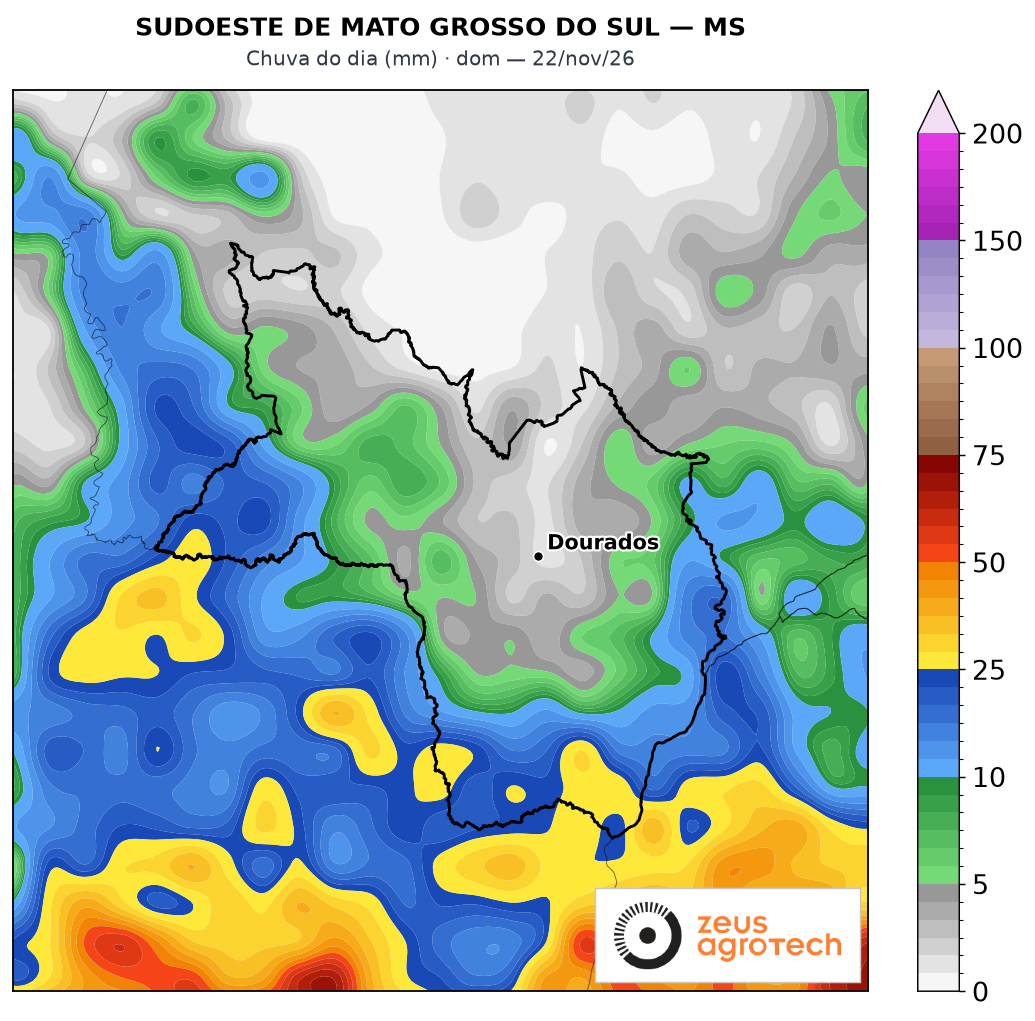 SUDOESTE DE MATO GROSSO DO SUL — MS
Chuva do dia (mm) · dom — 22/nov/26
200
150
100
75
50
25
10
5
0
Dourados
zeus
agrotech